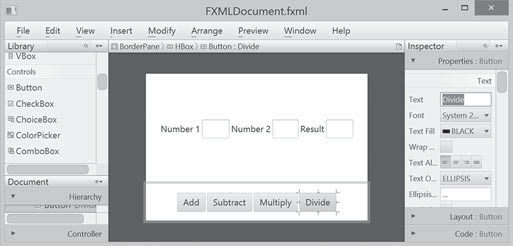 FXMLDocument.fxml
File Edit View Insert Modify Arrange Preview Window Help
Library
BorderPane HBox Button : Divide
Inspector
VBox
Controls
Button
CheckBox
ChoiceBox
ColorPicker
ComboBox
Document
Hierarchy
Button Divide
Controller
Number 1 Number 2 Result
Add Subtract Multiply Divide
Properties : Button
Text
Text Divide
Font System 2...
Text Fill BLACK
Wrap ...
Text Al...
Text O... ELLIPSIS
Ellipsis... ...
Layout : Button
Code : Button